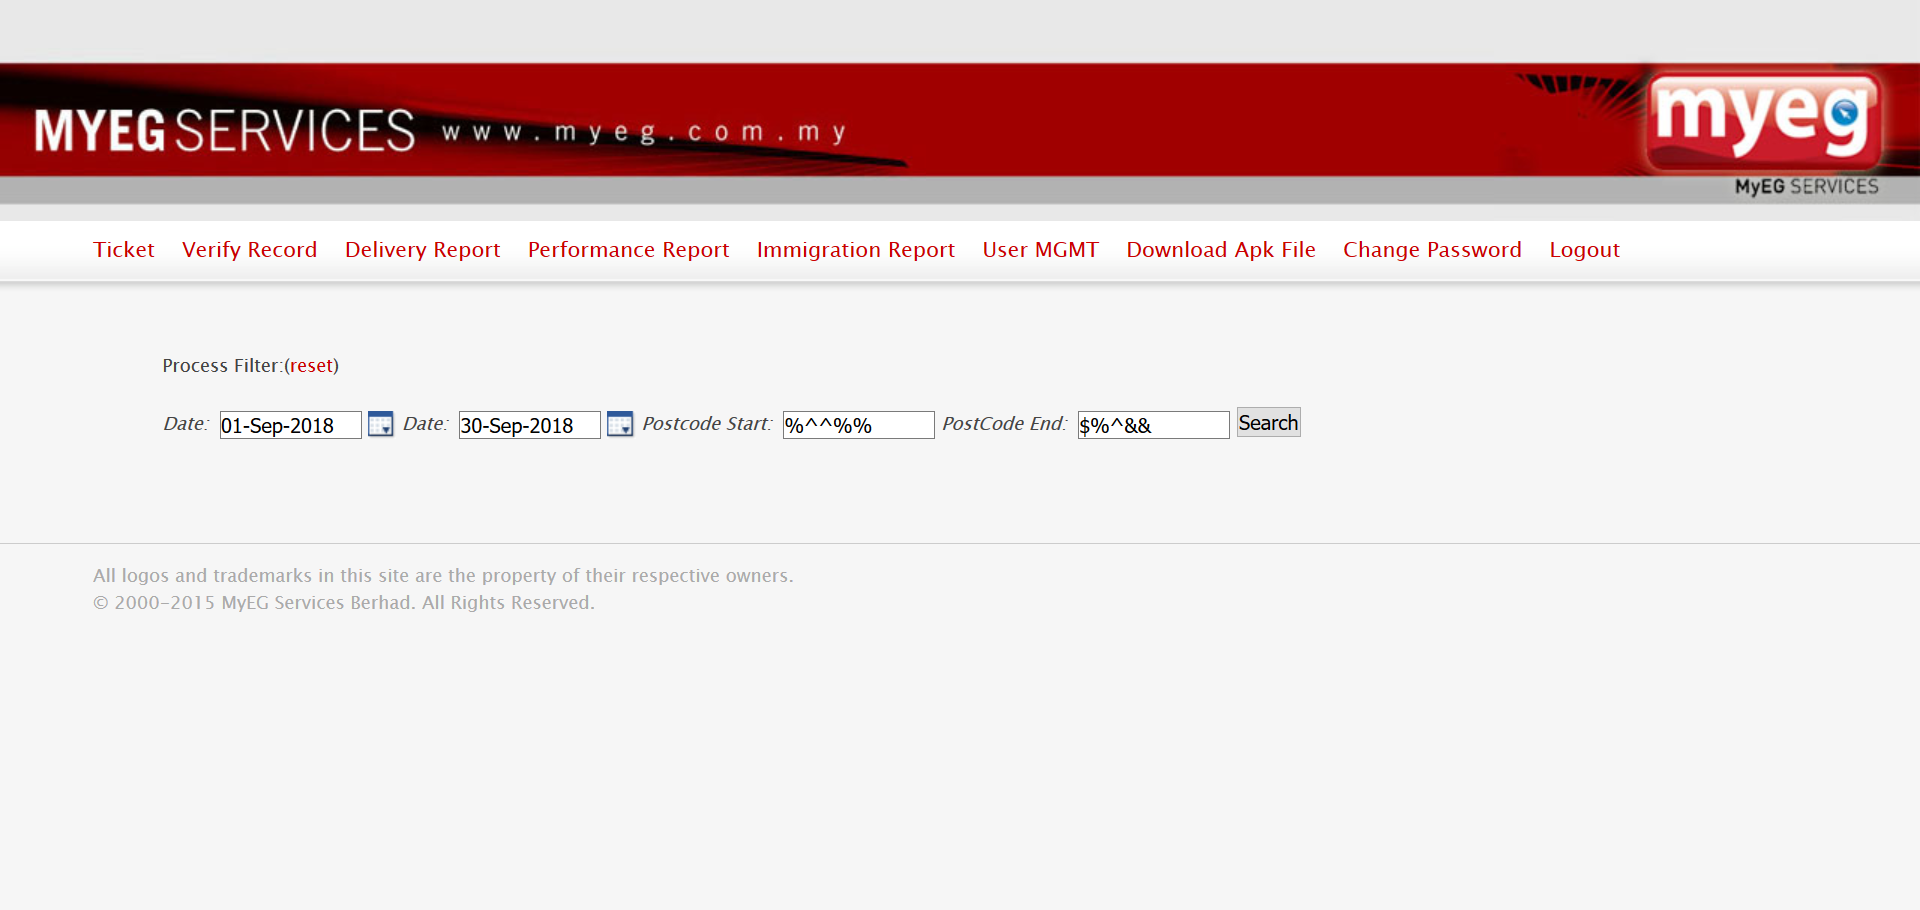 MYEG SERVICES www.myeg.com.my
myeg
MyEG SERVICES
Ticket Verify Record Delivery Report Performance Report Immigration Report User MGMT Download Apk File Change Password Logout
Process Filter:(reset)
Date: 01-Sep-2018 Date: 30-Sep-2018 Postcode Start: %^^%% PostCode End: $%^&& Search
All logos and trademarks in this site are the property of their respective owners.
© 2000-2015 MyEG Services Berhad. All Rights Reserved.